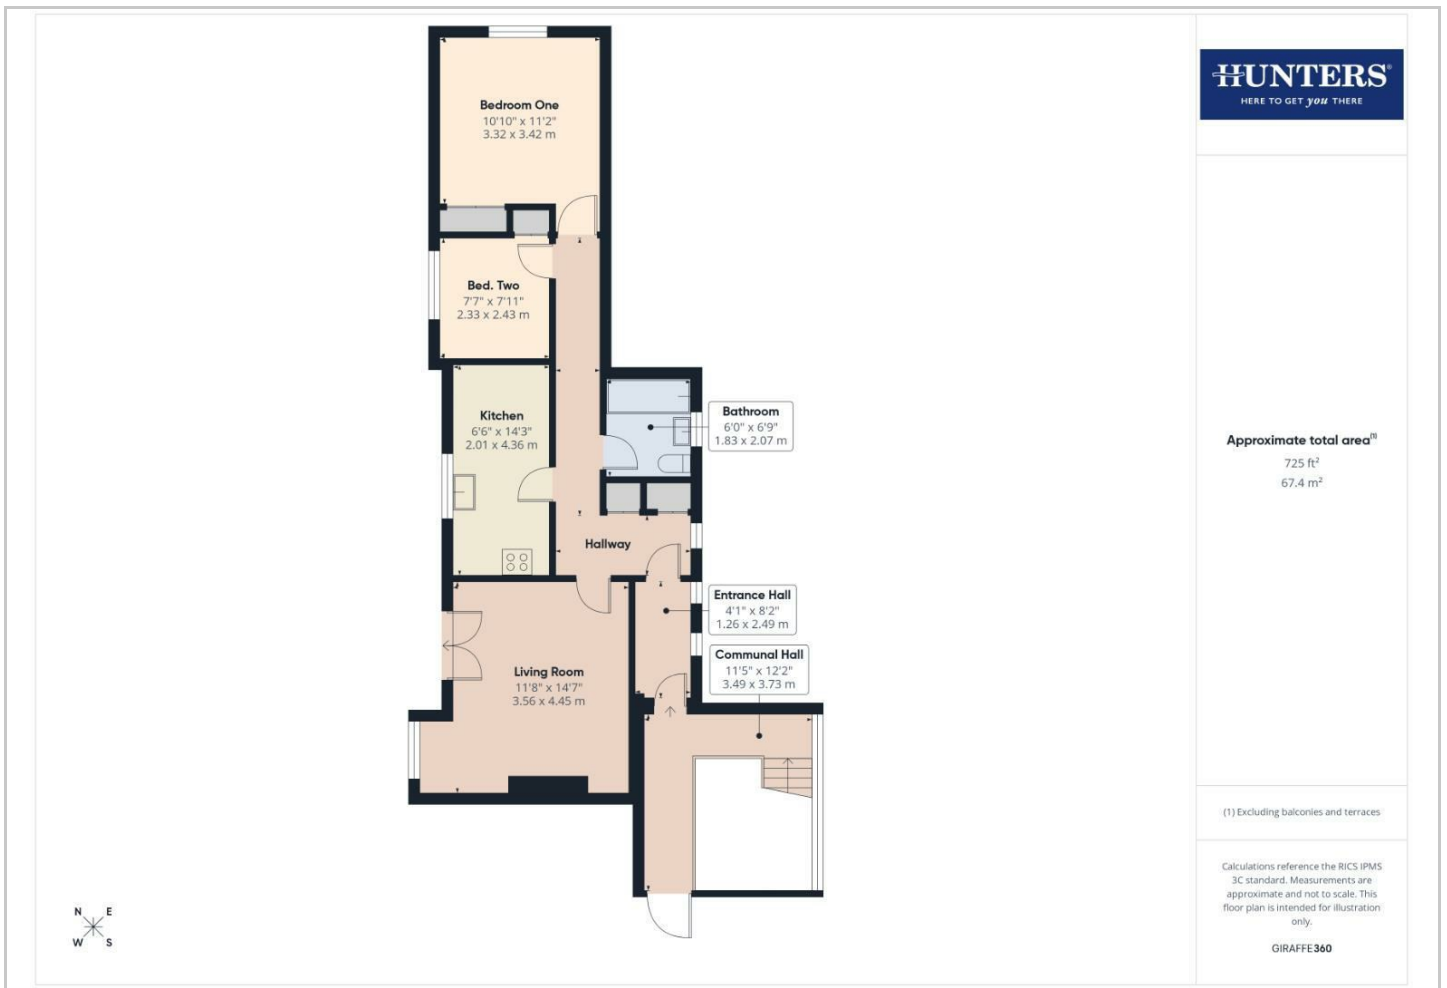 Bedroom One
10'10" x 11'2"
3.32 x 3.42 m
Bed. Two
7'7" x 7'11"
2.33 x 2.43 m
Kitchen
6'6" x 14'3"
2.01 x 4.36 m
Bathroom
6'0" x 6'9"
1.83 x 2.07 m
Hallway
Entrance Hall
4'1" x 8'2"
1.26 x 2.49 m
Communal Hall
11'5" x 12'2"
3.49 x 3.73 m
Living Room
11'8" x 14'7"
3.56 x 4.45 m
N E
W S
HUNTERS®
HERE TO GET you THERE
Approximate total area(1)
725 ft²
67.4 m²
(1) Excluding balconies and terraces
Calculations reference the RICS IPMS
3C standard. Measurements are
approximate and not to scale. This
floor plan is intended for illustration
only.
GIRAFFE360